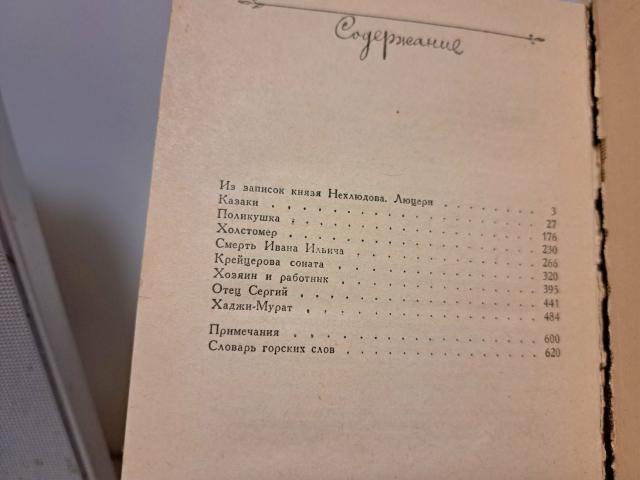 Содержание
Из записок князя Нехлюдова. Люцерн . . . . . . . 3
Казаки . . . . . . . . . . . . . . . . 27
Поликушка . . . . . . . . . . . . . . . 176
Холстомер . . . . . . . . . . . . . . . 230
Смерть Ивана Ильича . . . . . . . . . . . 266
Крейцерова соната . . . . . . . . . . . . 320
Хозяин и работник . . . . . . . . . . . . 395
Отец Сергий . . . . . . . . . . . . . . 441
Хаджи-Мурат . . . . . . . . . . . . . . 484
Примечания . . . . . . . . . . . . . . . 600
Словарь горских слов . . . . . . . . . . . 620